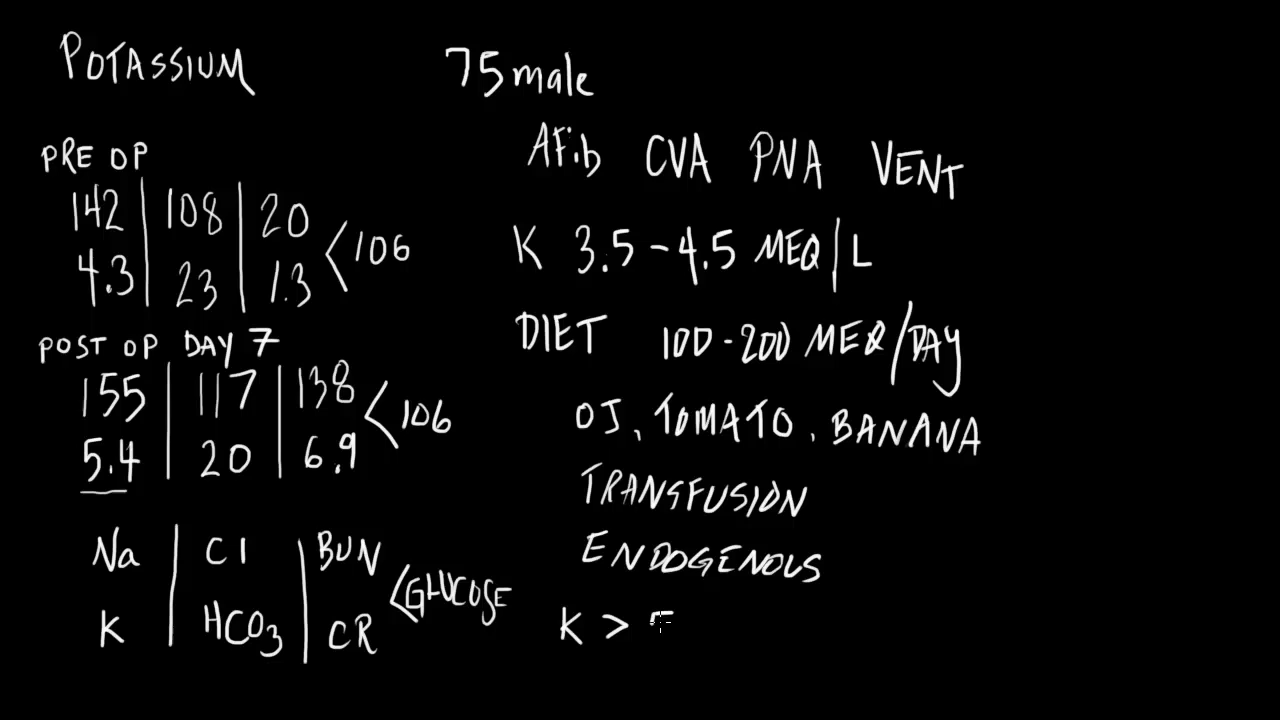 POTASSIUM
PRE OP
142 | 108 | 20 < 106
4.3 | 23 | 1.3
POST OP DAY 7
155 | 117 | 138 < 106
5.4 | 20 | 6.9
Na | Cl | BUN < GLUCOSE
K | HCO3 | CR
75 male
AFib CVA PNA VENT
K 3.5 - 4.5 MEQ/L
DIET 100 - 200 MEQ/DAY
OJ, TOMATO, BANANA
TRANSFUSION
ENDOGENOUS
K >